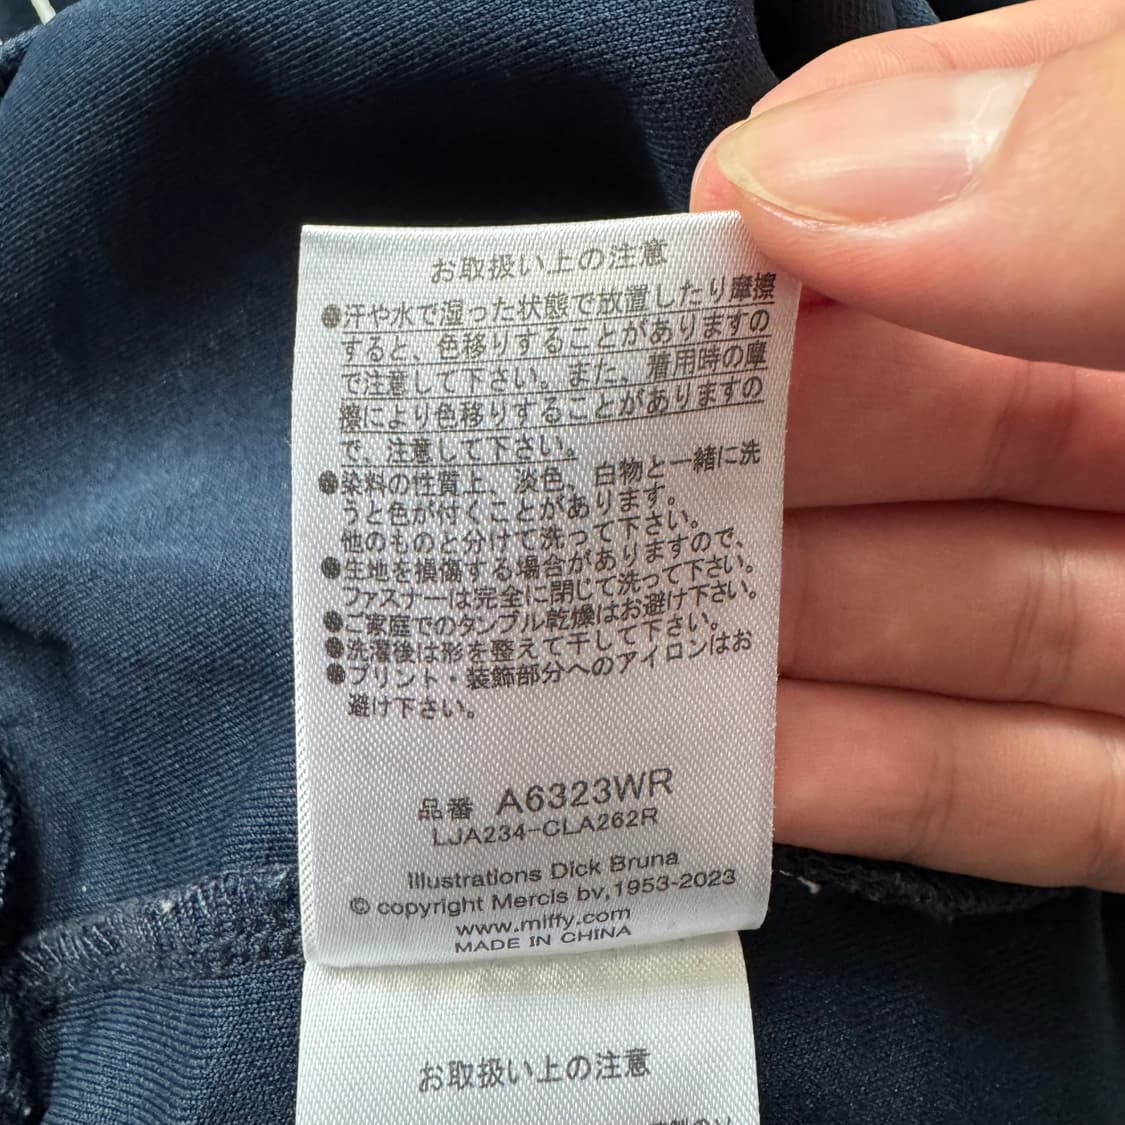 お取扱い上の注意
●汗や水で湿った状態で放置したり摩擦
すると、色移りすることがありますの
で注意して下さい。また、着用時の摩
擦により色移りすることがありますの
で、注意して下さい。
●染料の性質上、淡色、白物と一緒に洗
うと色が付くことがあります。
他のものと分けて洗って下さい。
●生地を損傷する場合がありますので、
ファスナーは完全に閉じて洗って下さい。
●ご家庭でのタンブル乾燥はお避け下さい。
●洗濯後は形を整えて干して下さい。
●プリント・装飾部分へのアイロンはお
避け下さい。
品番 A6323WR
LJA234-CLA262R
Illustrations Dick Bruna
© copyright Mercis bv,1953-2023
www.miffy.com
MADE IN CHINA
お取扱い上の注意